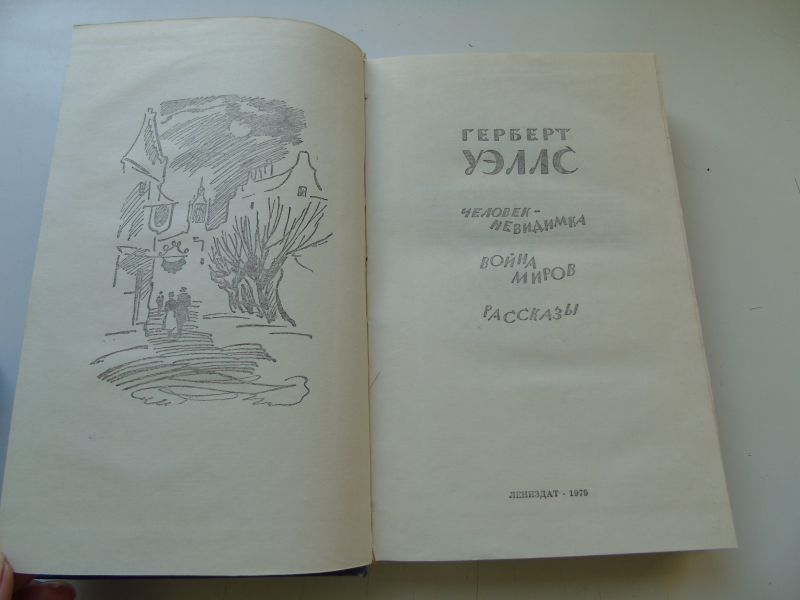 ГЕРБЕРТ
УЭЛЛС
ЧЕЛОВЕК-
НЕВИДИМКА
ВОЙНА
МИРОВ
РАССКАЗЫ
ЛЕНИЗДАТ · 1979